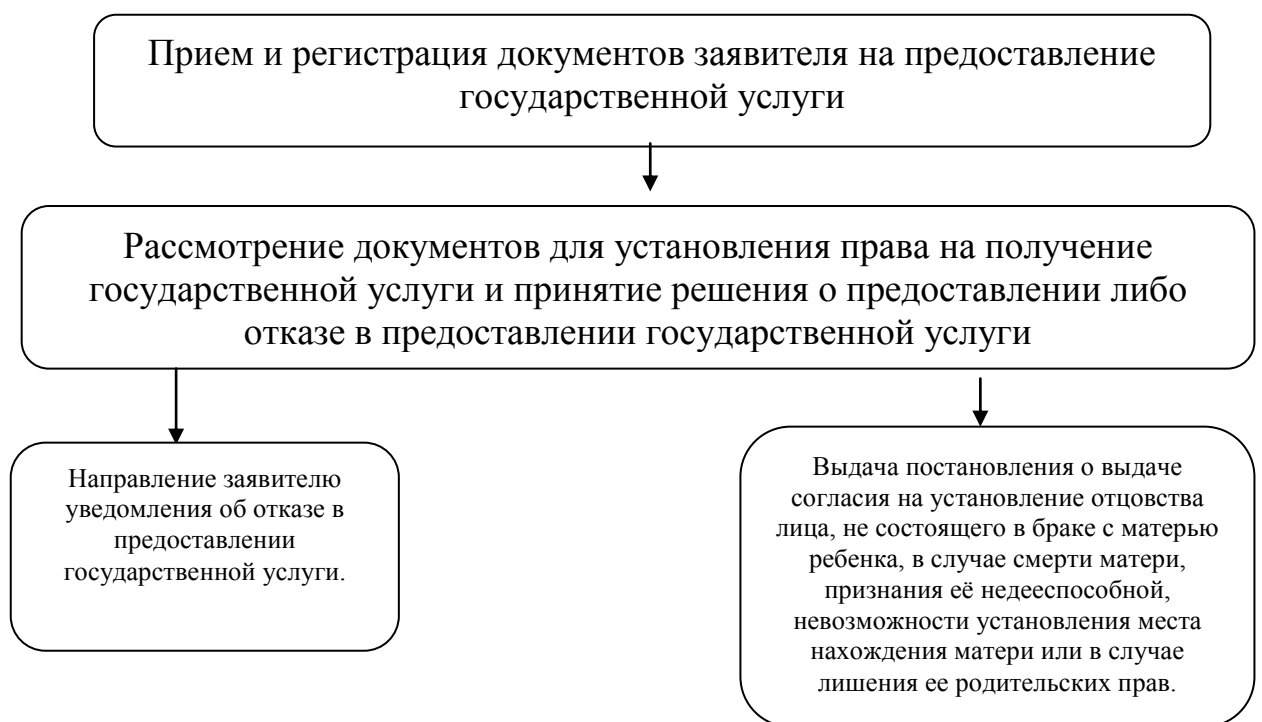 Прием и регистрация документов заявителя на предоставление
государственной услуги
Рассмотрение документов для установления права на получение
государственной услуги и принятие решения о предоставлении либо
отказе в предоставлении государственной услуги
Направление заявителю
уведомления об отказе в
предоставлении
государственной услуги.
Выдача постановления о выдаче
согласия на установление отцовства
лица, не состоящего в браке с матерью
ребенка, в случае смерти матери,
признания её недееспособной,
невозможности установления места
нахождения матери или в случае
лишения ее родительских прав.